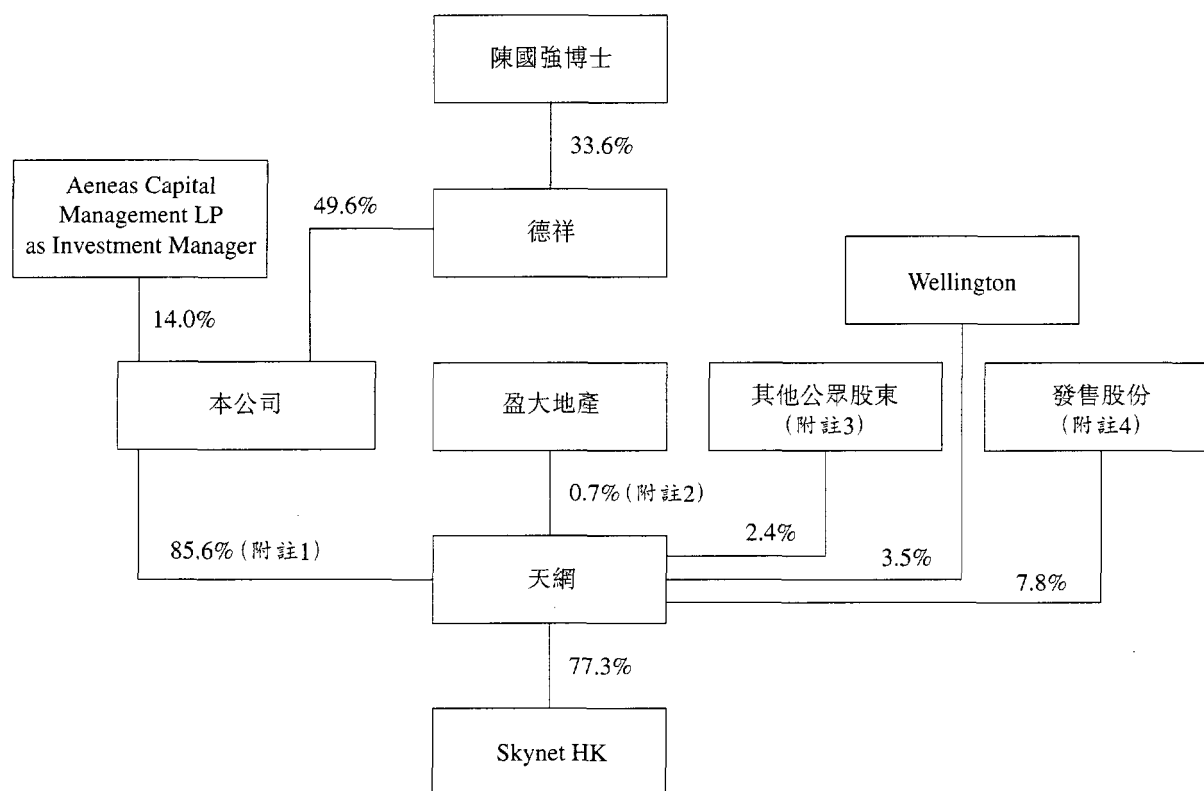 陳國強博士
33.6%
Aeneas Capital
Management LP
as Investment Manager
49.6%
德祥
Wellington
14.0%
本公司
盈大地產
其他公眾股東
(附註3)
發售股份
(附註4)
0.7% (附註2)
2.4%
85.6% (附註1)
3.5%
天網
7.8%
77.3%
Skynet HK